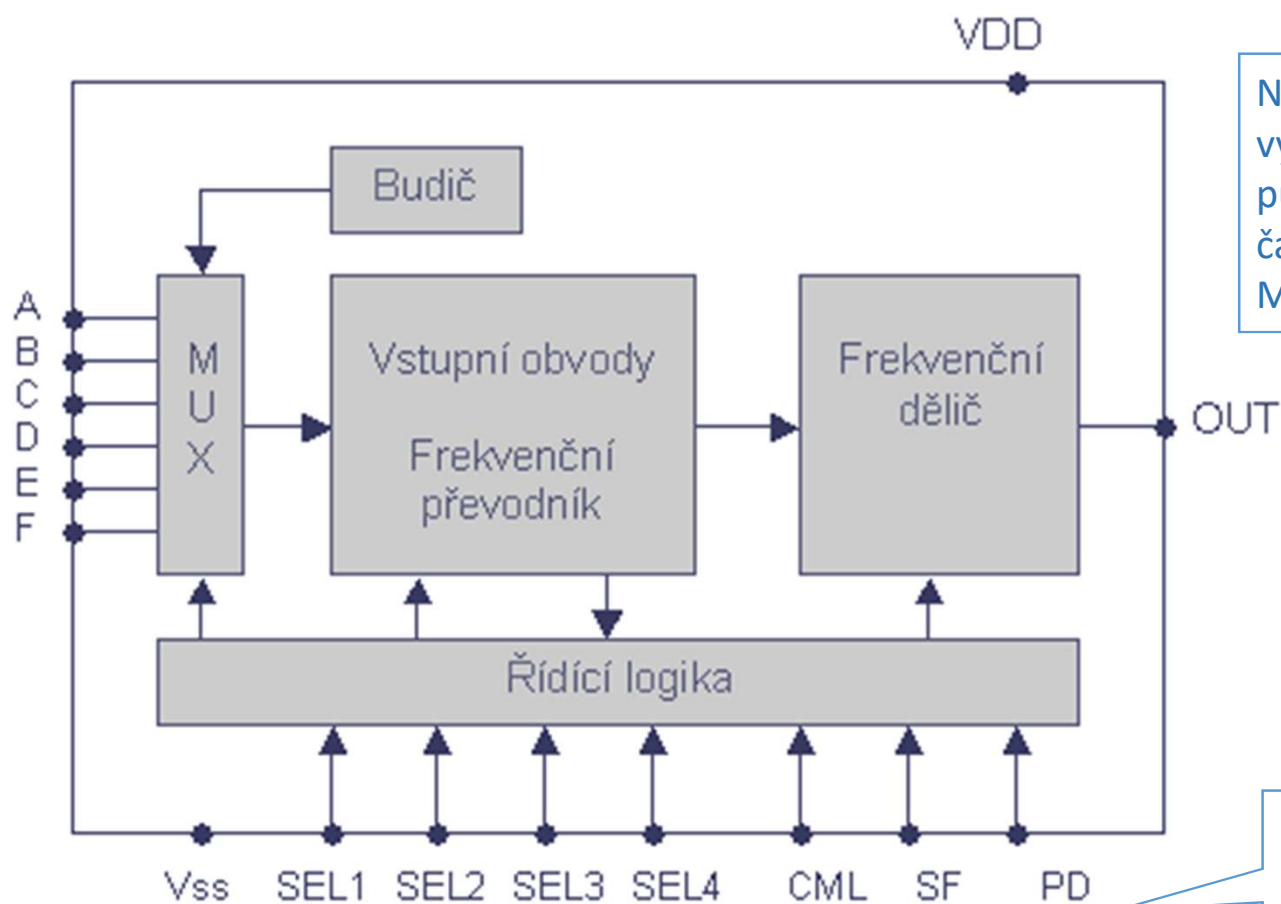 VDD
Budič
A
B
C
D
E
F
M
U
X
Vstupní obvody
Frekvenční
převodník
Frekvenční
dělič
OUT
Řídící logika
Vss SEL1 SEL2 SEL3 SEL4 CML SF PD
N
M